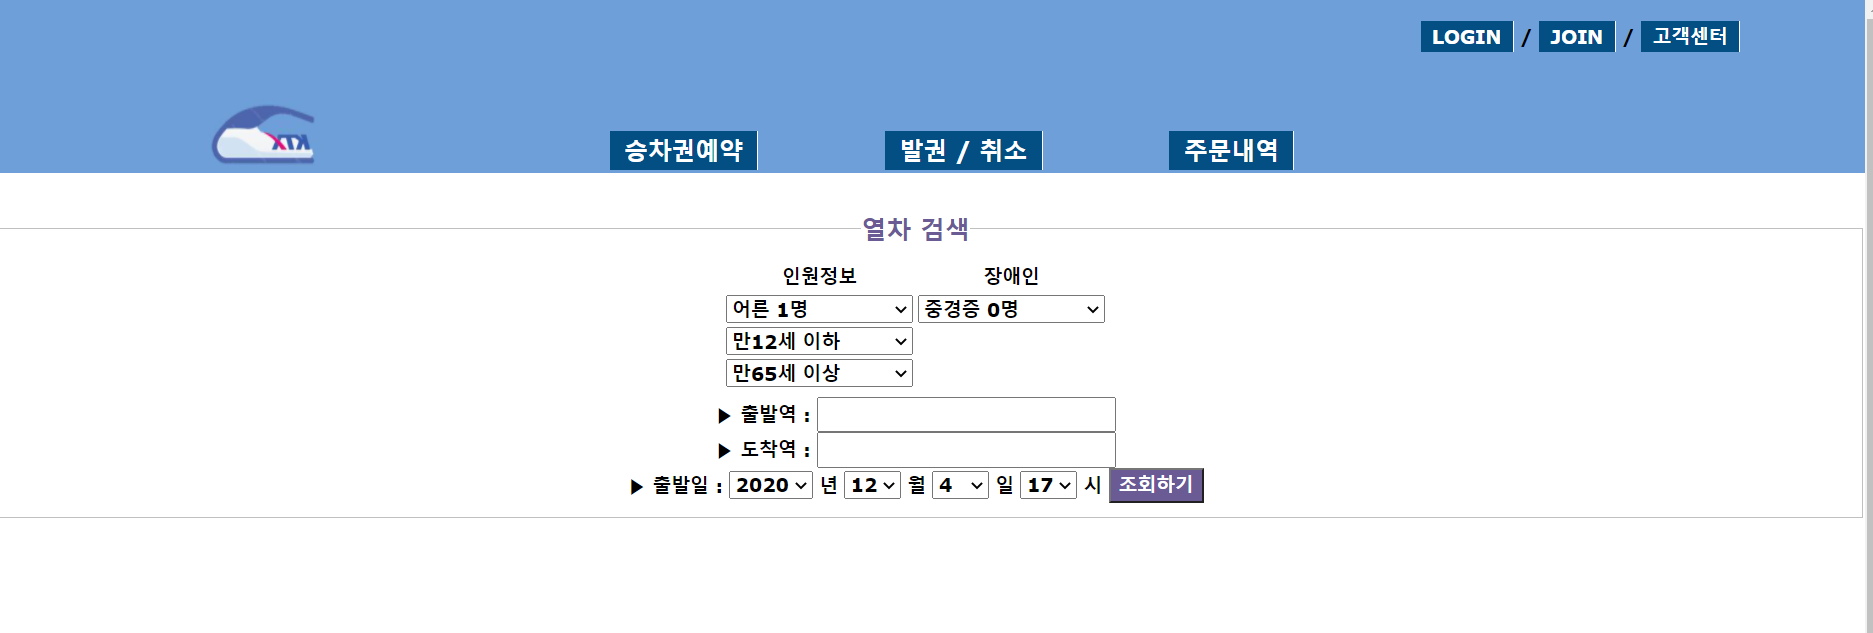 LOGIN / JOIN / 고객센터
KTX
승차권예약 발권 / 취소 주문내역
열차 검색
인원정보 장애인
어른 1명 중경증 0명
만12세 이하
만65세 이상
▶ 출발역 :
▶ 도착역 :
▶ 출발일 : 2020 년 12 월 4 일 17 시 조회하기